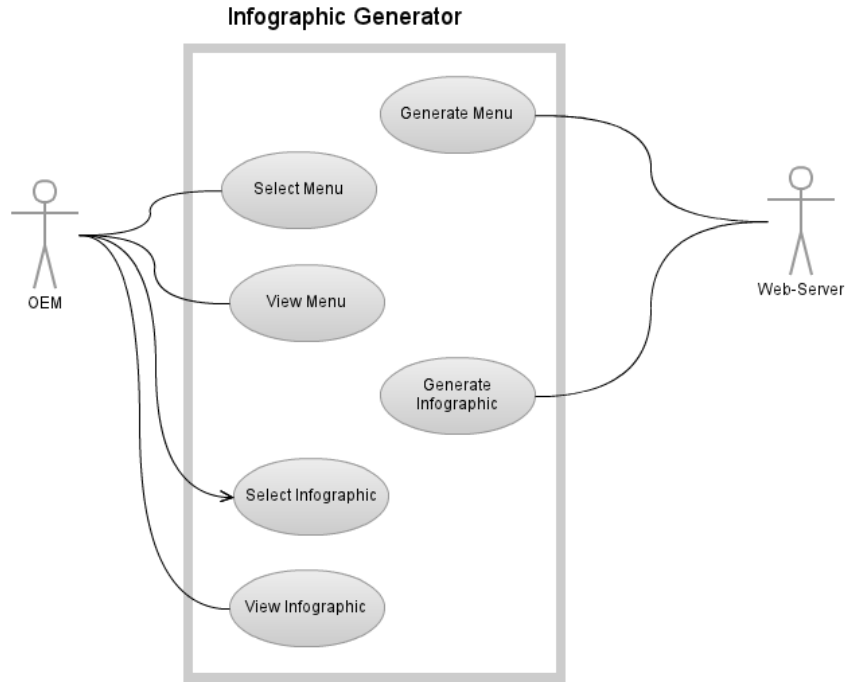 Infographic Generator
Generate Menu
Select Menu
OEM
Web-Server
View Menu
Generate
Infographic
Select Infographic
View Infographic